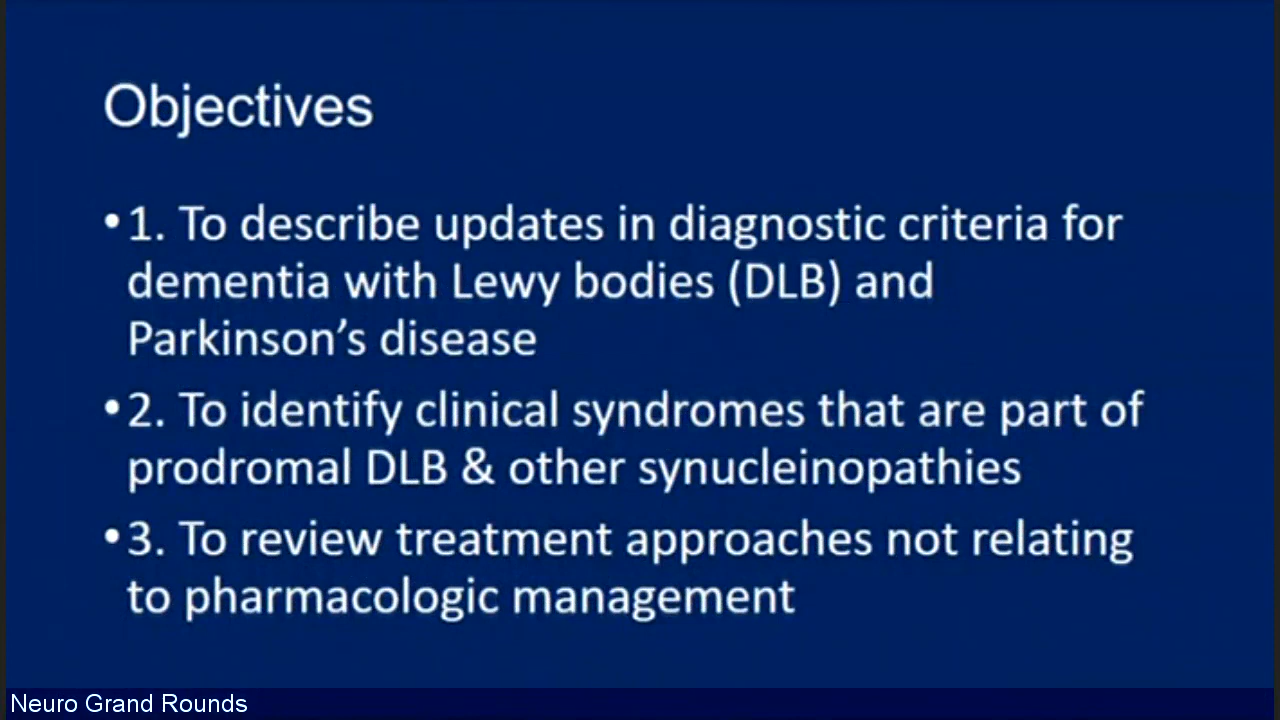 Objectives
•1. To describe updates in diagnostic criteria for
dementia with Lewy bodies (DLB) and
Parkinson’s disease
•2. To identify clinical syndromes that are part of
prodromal DLB & other synucleinopathies
•3. To review treatment approaches not relating
to pharmacologic management
Neuro Grand Rounds